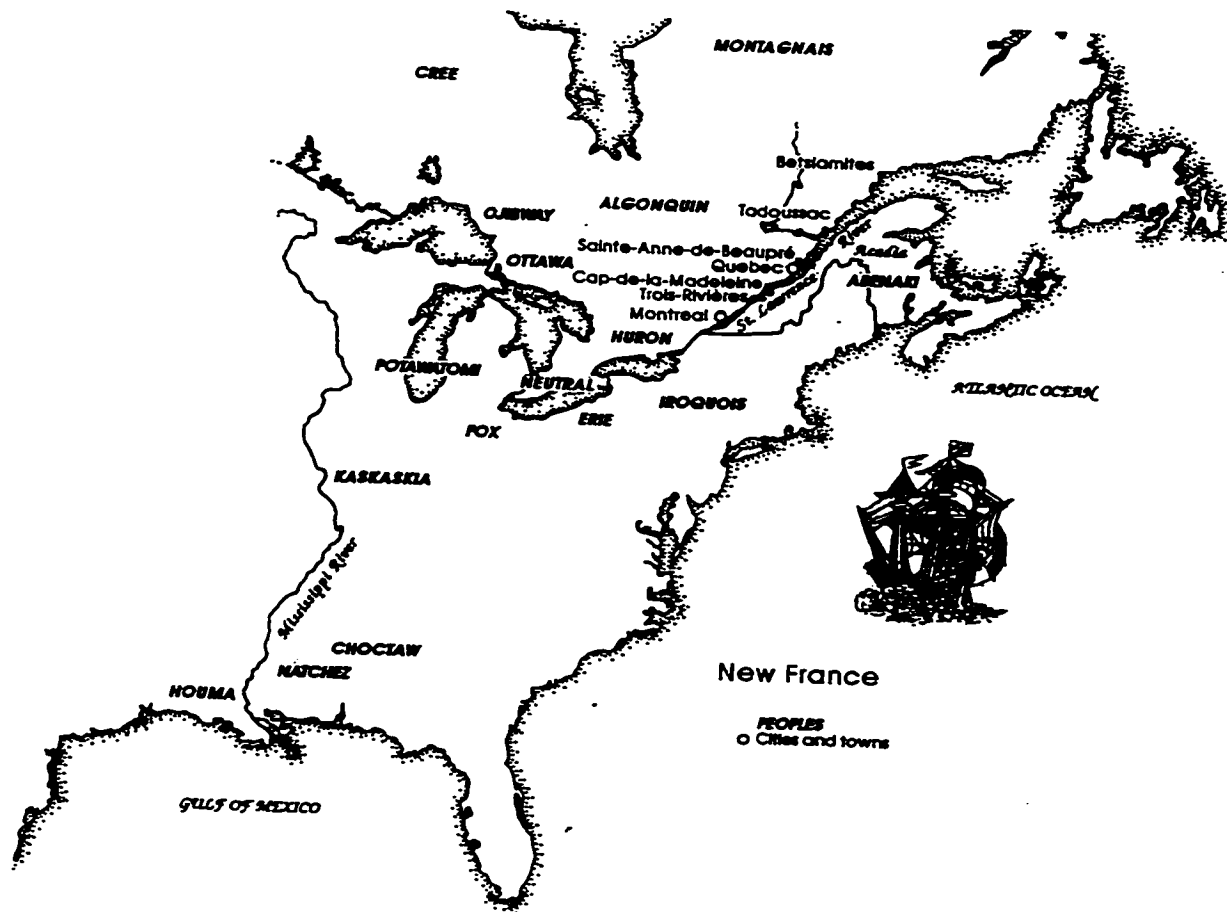 MONTAGNAIS
CREE
Betsiamites
ALGONQUIN
OJIBWAY
Tadoussac
Sainte-Anne-de-Beaupré
OTTAWA
Quebec
Acadia
Cap-de-la-Madeleine
ABENAKI
Trois-Rivières
Montreal
St. Lawrence River
HURON
POTAWATOMI
NEUTRAL
ATLANTIC OCEAN
IROQUOIS
ERIE
FOX
KASKASKIA
Mississippi River
CHOCTAW
NATCHEZ
HOUMA
New France
PEOPLES
Cities and towns
GULF OF MEXICO